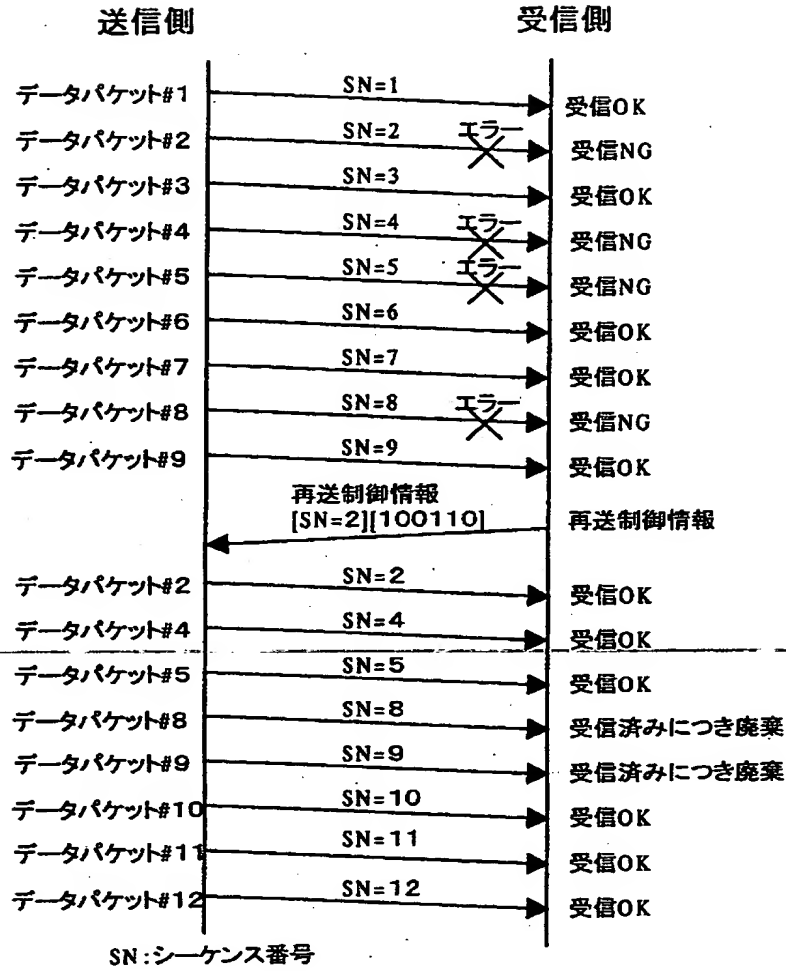 送信側 受信側
データパケット#1 SN=1 受信OK
データパケット#2 SN=2 エラー 受信NG
データパケット#3 SN=3 受信OK
データパケット#4 SN=4 エラー 受信NG
データパケット#5 SN=5 エラー 受信NG
データパケット#6 SN=6 受信OK
データパケット#7 SN=7 受信OK
データパケット#8 SN=8 エラー 受信NG
データパケット#9 SN=9 受信OK
再送制御情報
[SN=2][100110] 再送制御情報
データパケット#2 SN=2 受信OK
データパケット#4 SN=4 受信OK
データパケット#5 SN=5 受信OK
データパケット#8 SN=8 受信済みにつき廃棄
データパケット#9 SN=9 受信済みにつき廃棄
データパケット#10 SN=10 受信OK
データパケット#11 SN=11 受信OK
データパケット#12 SN=12 受信OK
SN:シーケンス番号